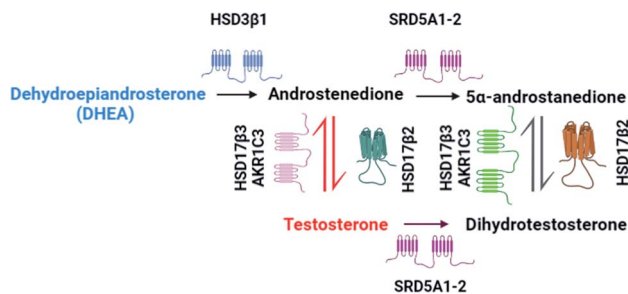 HSD3β1
SRD5A1-2
Dehydroepiandrosterone
(DHEA)
Androstenedione
5α-androstanedione
HSD17β3
AKR1C3
HSD17β2
HSD17β3
AKR1C3
HSD17β2
Testosterone
Dihydrotestosterone
SRD5A1-2